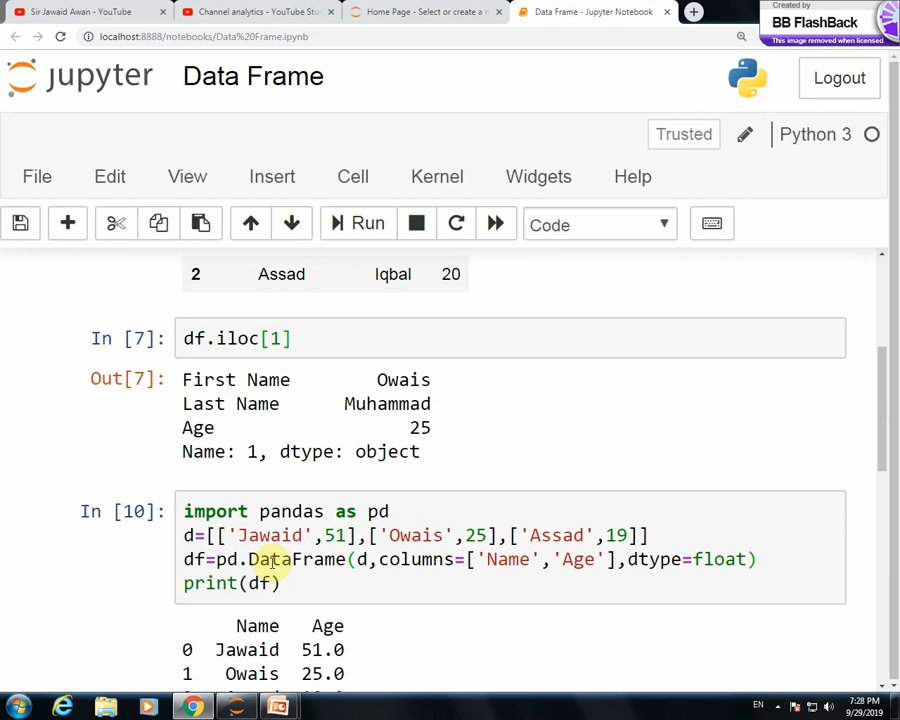 Sir Jawaid Awan - YouTube
Channel analytics - YouTube Stu
Home Page - Select or create a n
Data Frame - Jupyter Notebook
Created by
BB FlashBack
This image removed when licensed
localhost:8888/notebooks/Data%20Frame.ipynb
jupyter
Data Frame
Logout
Trusted
Python 3
File Edit View Insert Cell Kernel Widgets Help
Run
Code
2 Assad Iqbal 20
In [7]: df.iloc[1]
Out[7]: First Name Owais
Last Name Muhammad
Age 25
Name: 1, dtype: object
In [10]: import pandas as pd
d=[['Jawaid',51],['Owais',25],['Assad',19]]
df=pd.DataFrame(d,columns=['Name','Age'],dtype=float)
print(df)
Name Age
0 Jawaid 51.0
1 Owais 25.0
EN
7:28 PM
9/29/2019